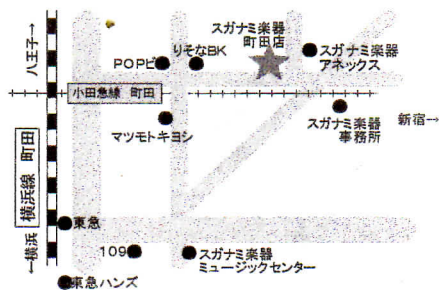 スガナミ楽器
町田店
りそなBK
POPビ
スガナミ楽器
アネックス
八王子→
小田急線 町田
マツモトキヨシ
スガナミ楽器
事務所
新宿→
横浜線 町田
←横浜
東急
109
スガナミ楽器
ミュージックセンター
東急ハンズ